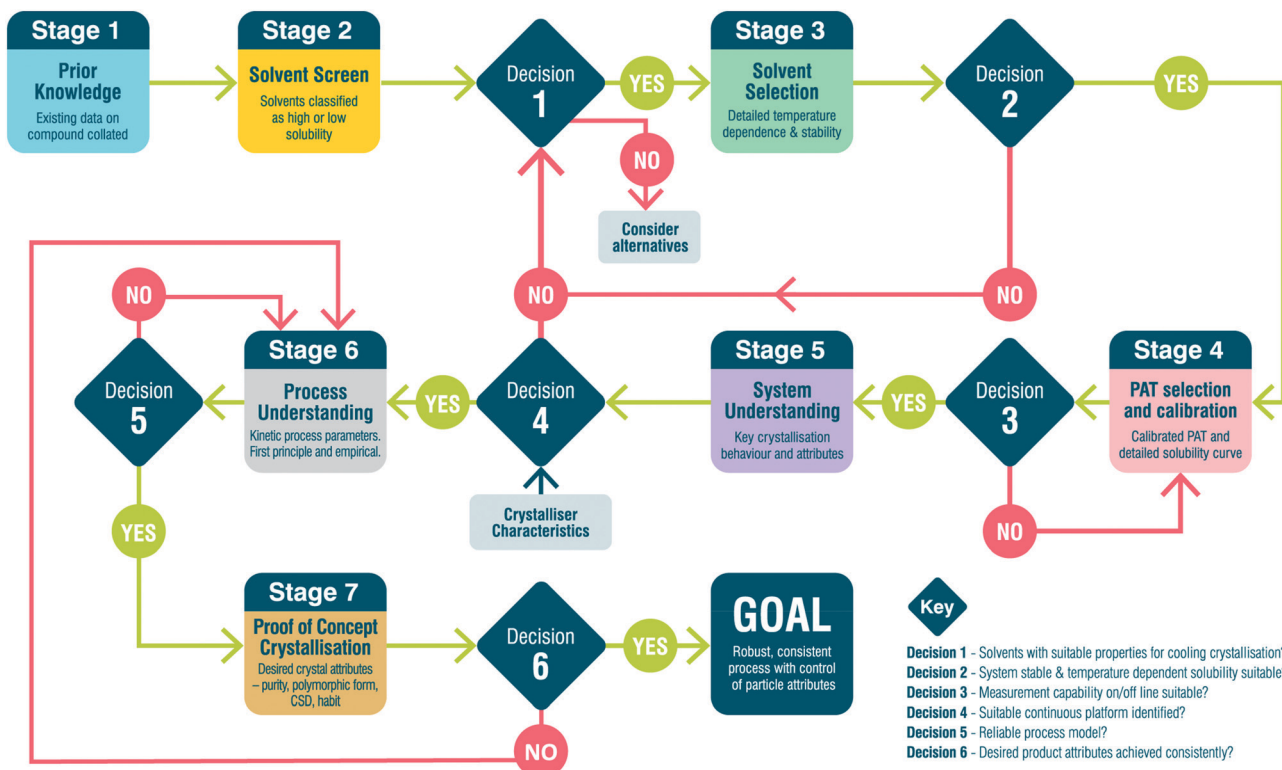 Stage 1
Prior
Knowledge
Existing data on
compound collated
Stage 2
Solvent Screen
Solvents classified
as high or low
solubility
Decision
1
YES
NO
Consider
alternatives
Stage 3
Solvent
Selection
Detailed temperature
dependence & stability
Decision
2
YES
NO
NO
NO
Stage 6
Process
Understanding
Kinetic process parameters.
First principle and empirical.
Decision
5
YES
YES
Decision
4
Crystalliser
Characteristics
Stage 5
System
Understanding
Key crystallisation
behaviour and attributes
YES
Decision
3
NO
Stage 4
PAT selection
and calibration
Calibrated PAT and
detailed solubility curve
Stage 7
Proof of Concept
Crystallisation
Desired crystal attributes
– purity, polymorphic form,
CSD, habit
Decision
6
YES
NO
GOAL
Robust, consistent
process with control
of particle attributes
Key
Decision 1 - Solvents with suitable properties for cooling crystallisation?
Decision 2 - System stable & temperature dependent solubility suitable
Decision 3 - Measurement capability on/off line suitable?
Decision 4 - Suitable continuous platform identified?
Decision 5 - Reliable process model?
Decision 6 - Desired product attributes achieved consistently?